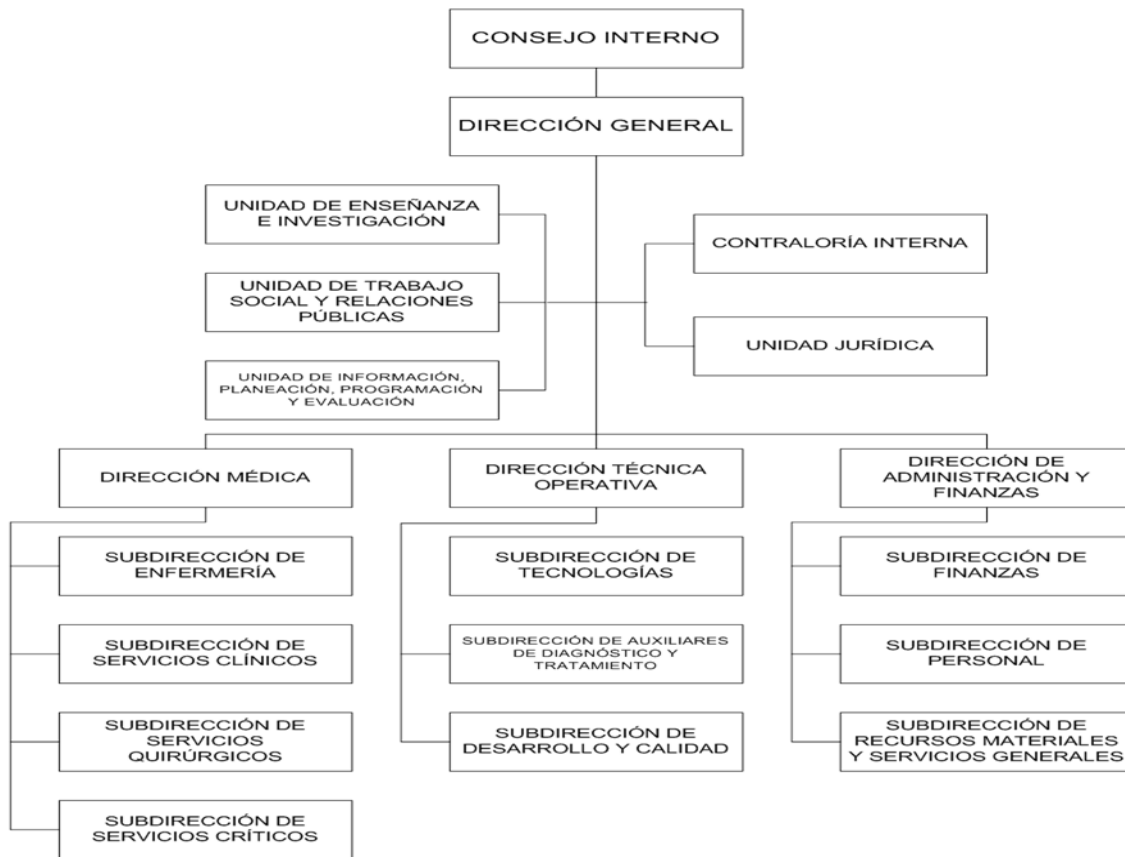 CONSEJO INTERNO
DIRECCIÓN GENERAL
UNIDAD DE ENSEÑANZA
E INVESTIGACIÓN
CONTRALORÍA INTERNA
UNIDAD DE TRABAJO
SOCIAL Y RELACIONES
PÚBLICAS
UNIDAD JURÍDICA
UNIDAD DE INFORMACIÓN,
PLANEACIÓN, PROGRAMACIÓN
Y EVALUACIÓN
DIRECCIÓN MÉDICA
SUBDIRECCIÓN DE
ENFERMERÍA
SUBDIRECCIÓN DE
SERVICIOS CLÍNICOS
SUBDIRECCIÓN DE
SERVICIOS
QUIRÚRGICOS
SUBDIRECCIÓN DE
SERVICIOS CRÍTICOS
DIRECCIÓN TÉCNICA
OPERATIVA
SUBDIRECCIÓN DE
TECNOLOGÍAS
SUBDIRECCIÓN DE AUXILIARES
DE DIAGNÓSTICO Y
TRATAMIENTO
SUBDIRECCIÓN DE
DESARROLLO Y CALIDAD
DIRECCIÓN DE
ADMINISTRACIÓN Y
FINANZAS
SUBDIRECCIÓN DE
FINANZAS
SUBDIRECCIÓN DE
PERSONAL
SUBDIRECCIÓN DE
RECURSOS MATERIALES
Y SERVICIOS GENERALES